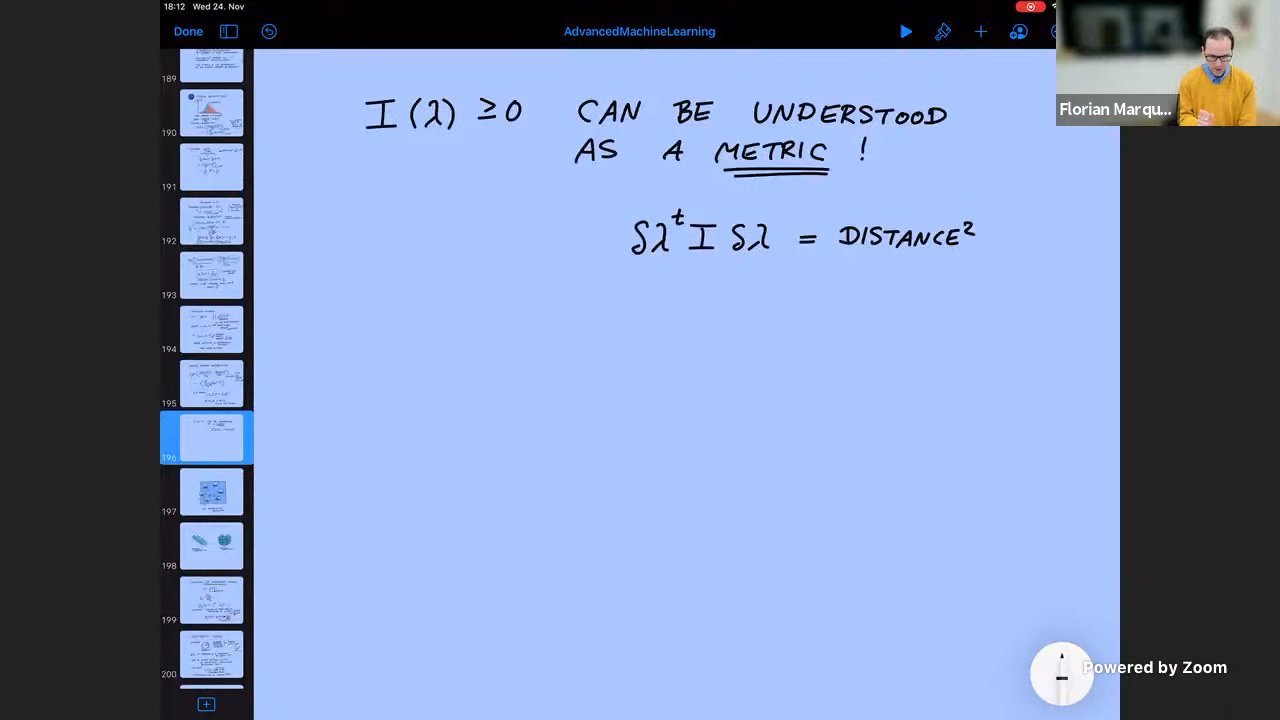 18:12 Wed 24. Nov
Done
AdvancedMachineLearning
I(λ) ≥0 CAN BE UNDERSTOOD
AS A METRIC !
δλᵗ I δλ = DISTANCE²
Florian Marqu...
189
190
191
192
193
194
195
196
197
198
199
200
Powered by Zoom